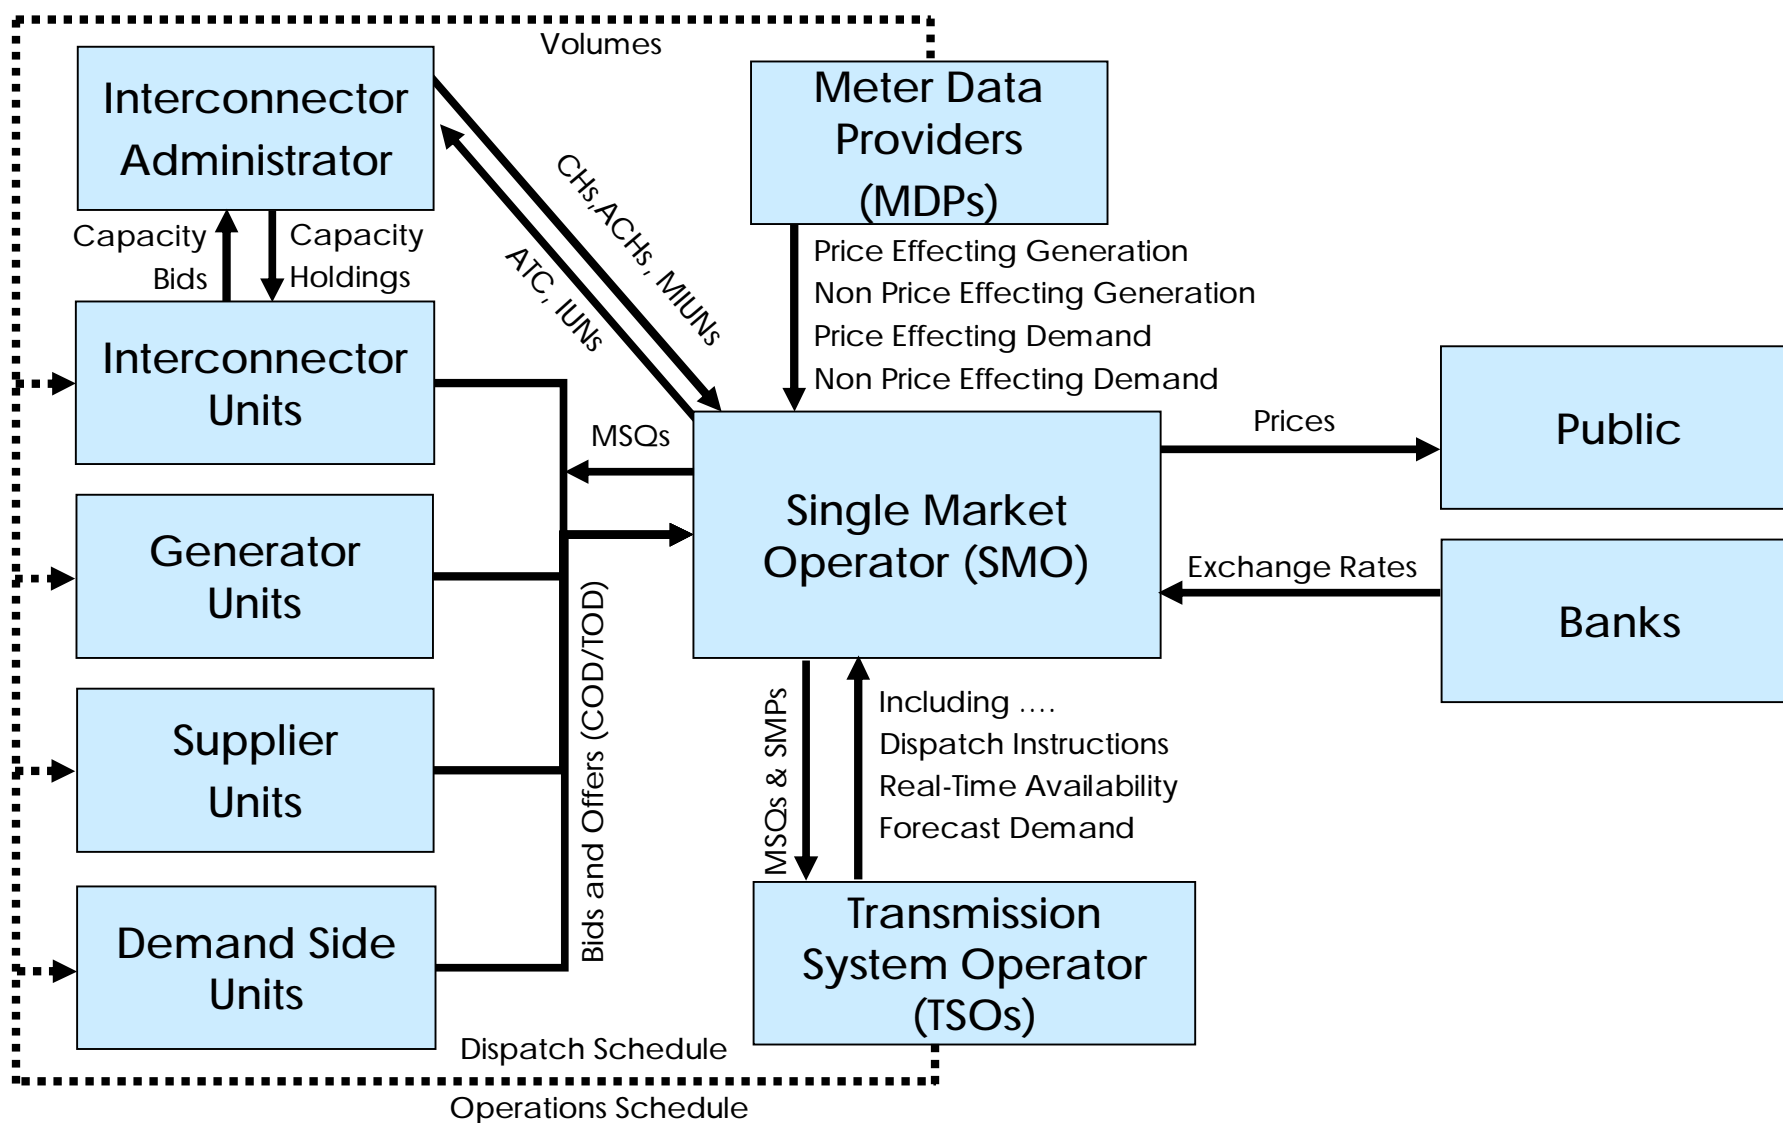 Volumes
Interconnector
Administrator
Meter Data
Providers
(MDPs)
CHs,ACHs, MIUNs
ATC, IUNs
Capacity
Bids
Capacity
Holdings
Price Effecting Generation
Non Price Effecting Generation
Price Effecting Demand
Non Price Effecting Demand
Interconnector
Units
MSQs
Prices
Public
Single Market
Operator (SMO)
Generator
Units
Exchange Rates
Banks
Bids and Offers (COD/TOD)
Supplier
Units
MSQs & SMPs
Including ....
Dispatch Instructions
Real-Time Availability
Forecast Demand
Demand Side
Units
Transmission
System Operator
(TSOs)
Dispatch Schedule
Operations Schedule